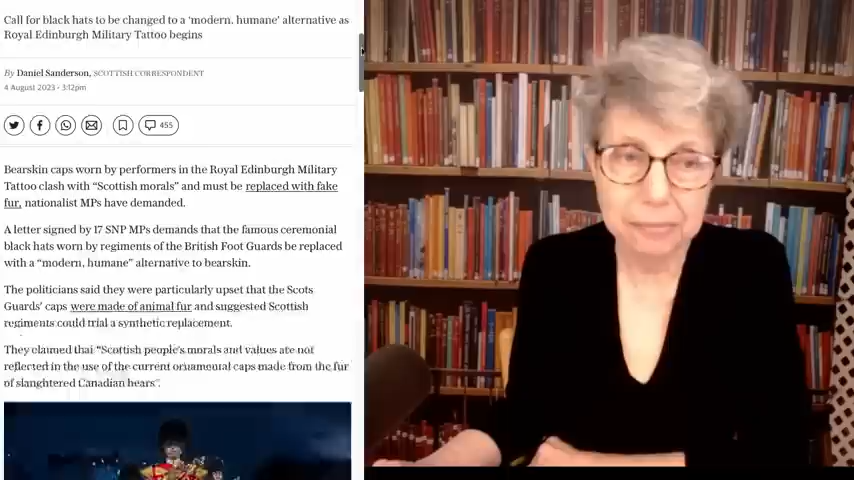 Call for black hats to be changed to a 'modern, humane' alternative as
Royal Edinburgh Military Tattoo begins
By Daniel Sanderson, SCOTTISH CORRESPONDENT
4 August 2023 • 3:12pm
455
Bearskin caps worn by performers in the Royal Edinburgh Military
Tattoo clash with “Scottish morals” and must be replaced with fake
fur, nationalist MPs have demanded.
A letter signed by 17 SNP MPs demands that the famous ceremonial
black hats worn by regiments of the British Foot Guards be replaced
with a “modern, humane” alternative to bearskin.
The politicians said they were particularly upset that the Scots
Guards’ caps were made of animal fur and suggested Scottish
regiments could trial a synthetic replacement.
They claimed that “Scottish people’s morals and values are not
reflected in the use of the current ornamental caps made from the fur
of slaughtered Canadian bears”.